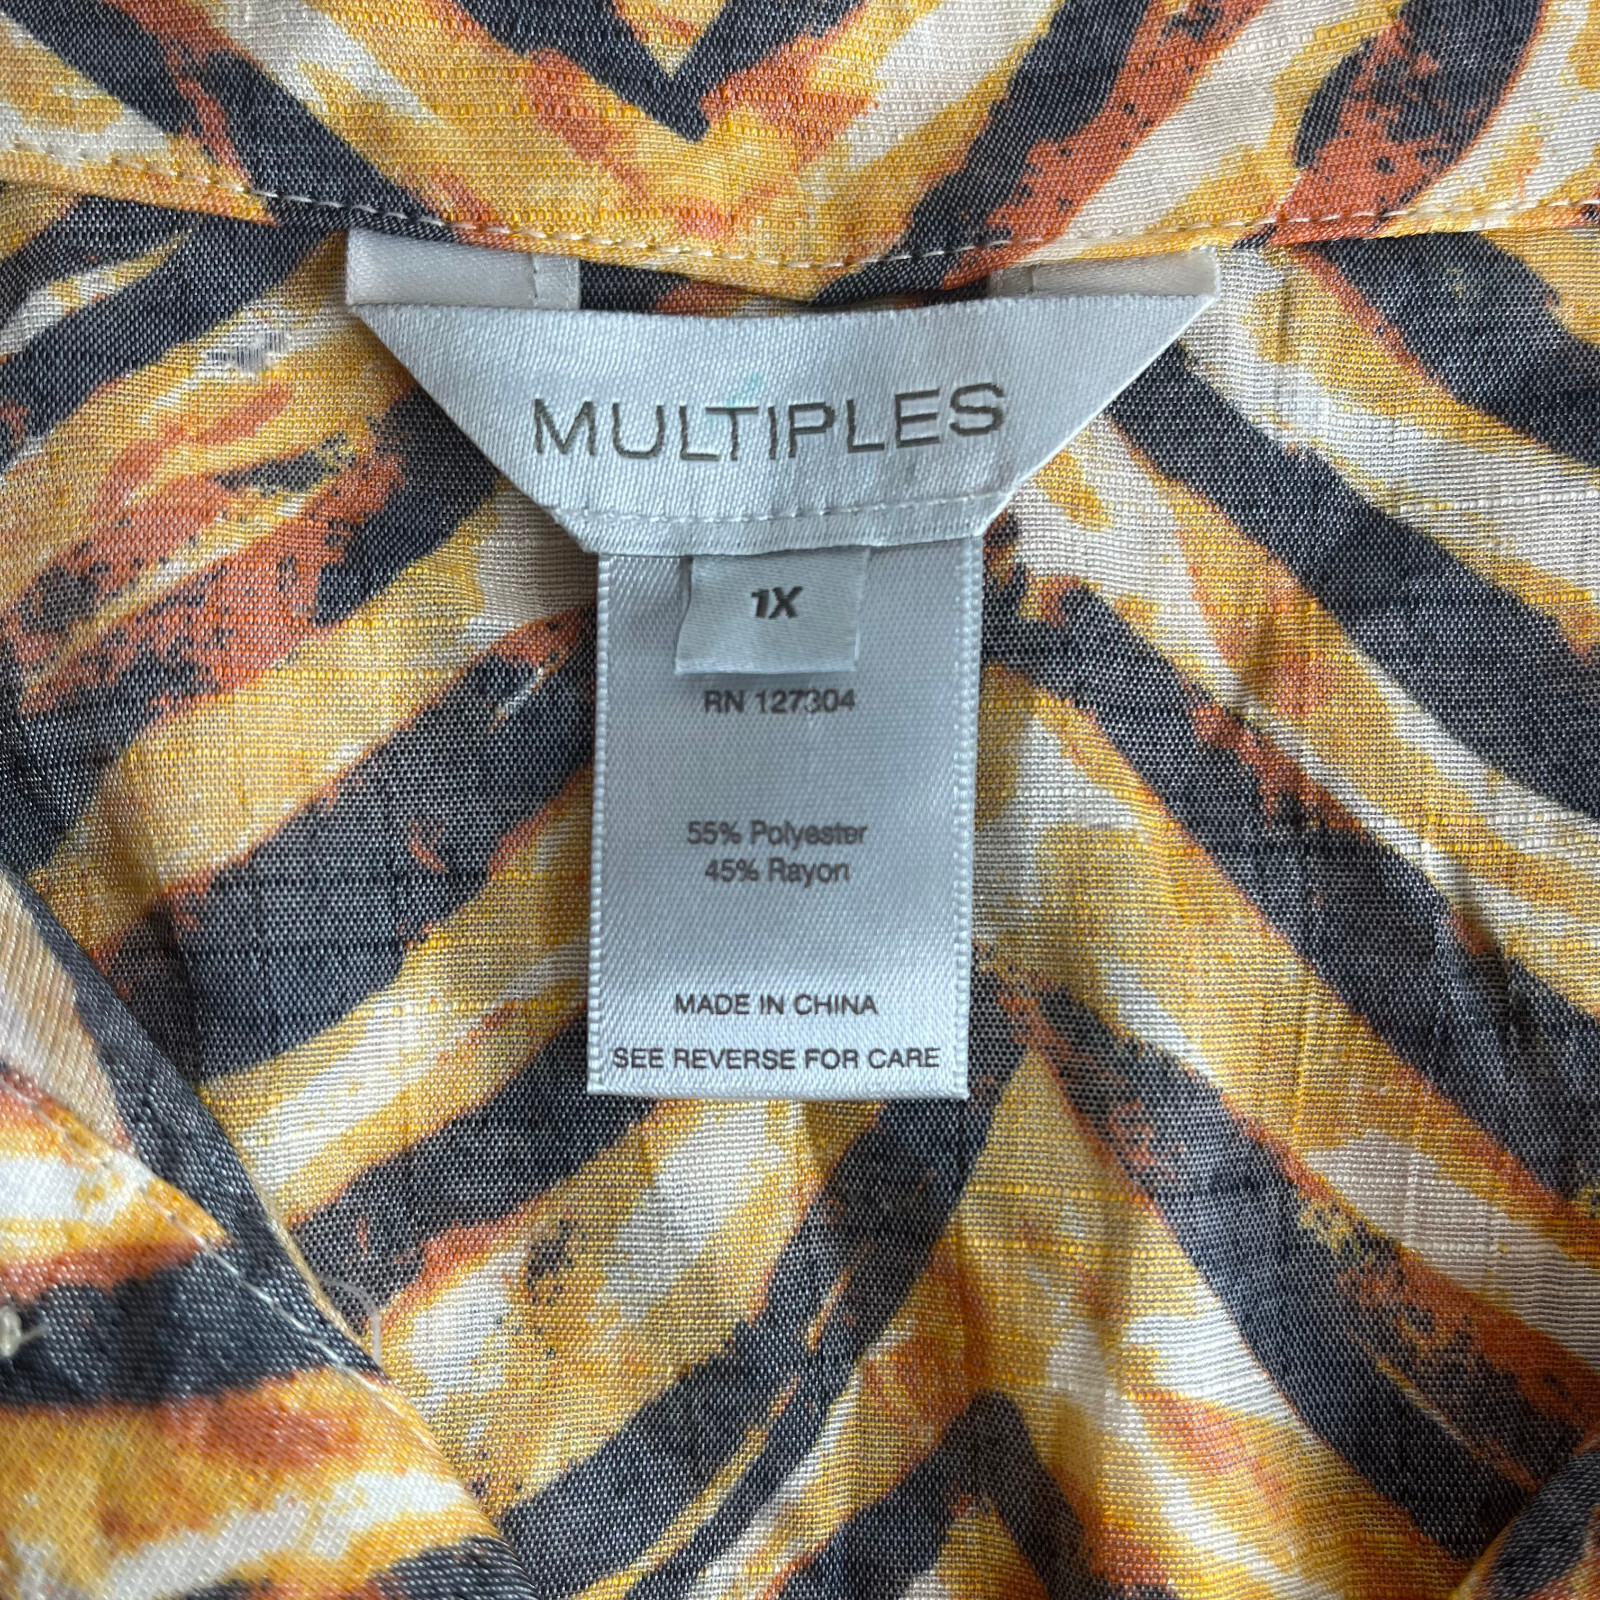 MULTIPLES
1X
RN 127304
55% Polyester
45% Rayon
MADE IN CHINA
SEE REVERSE FOR CARE